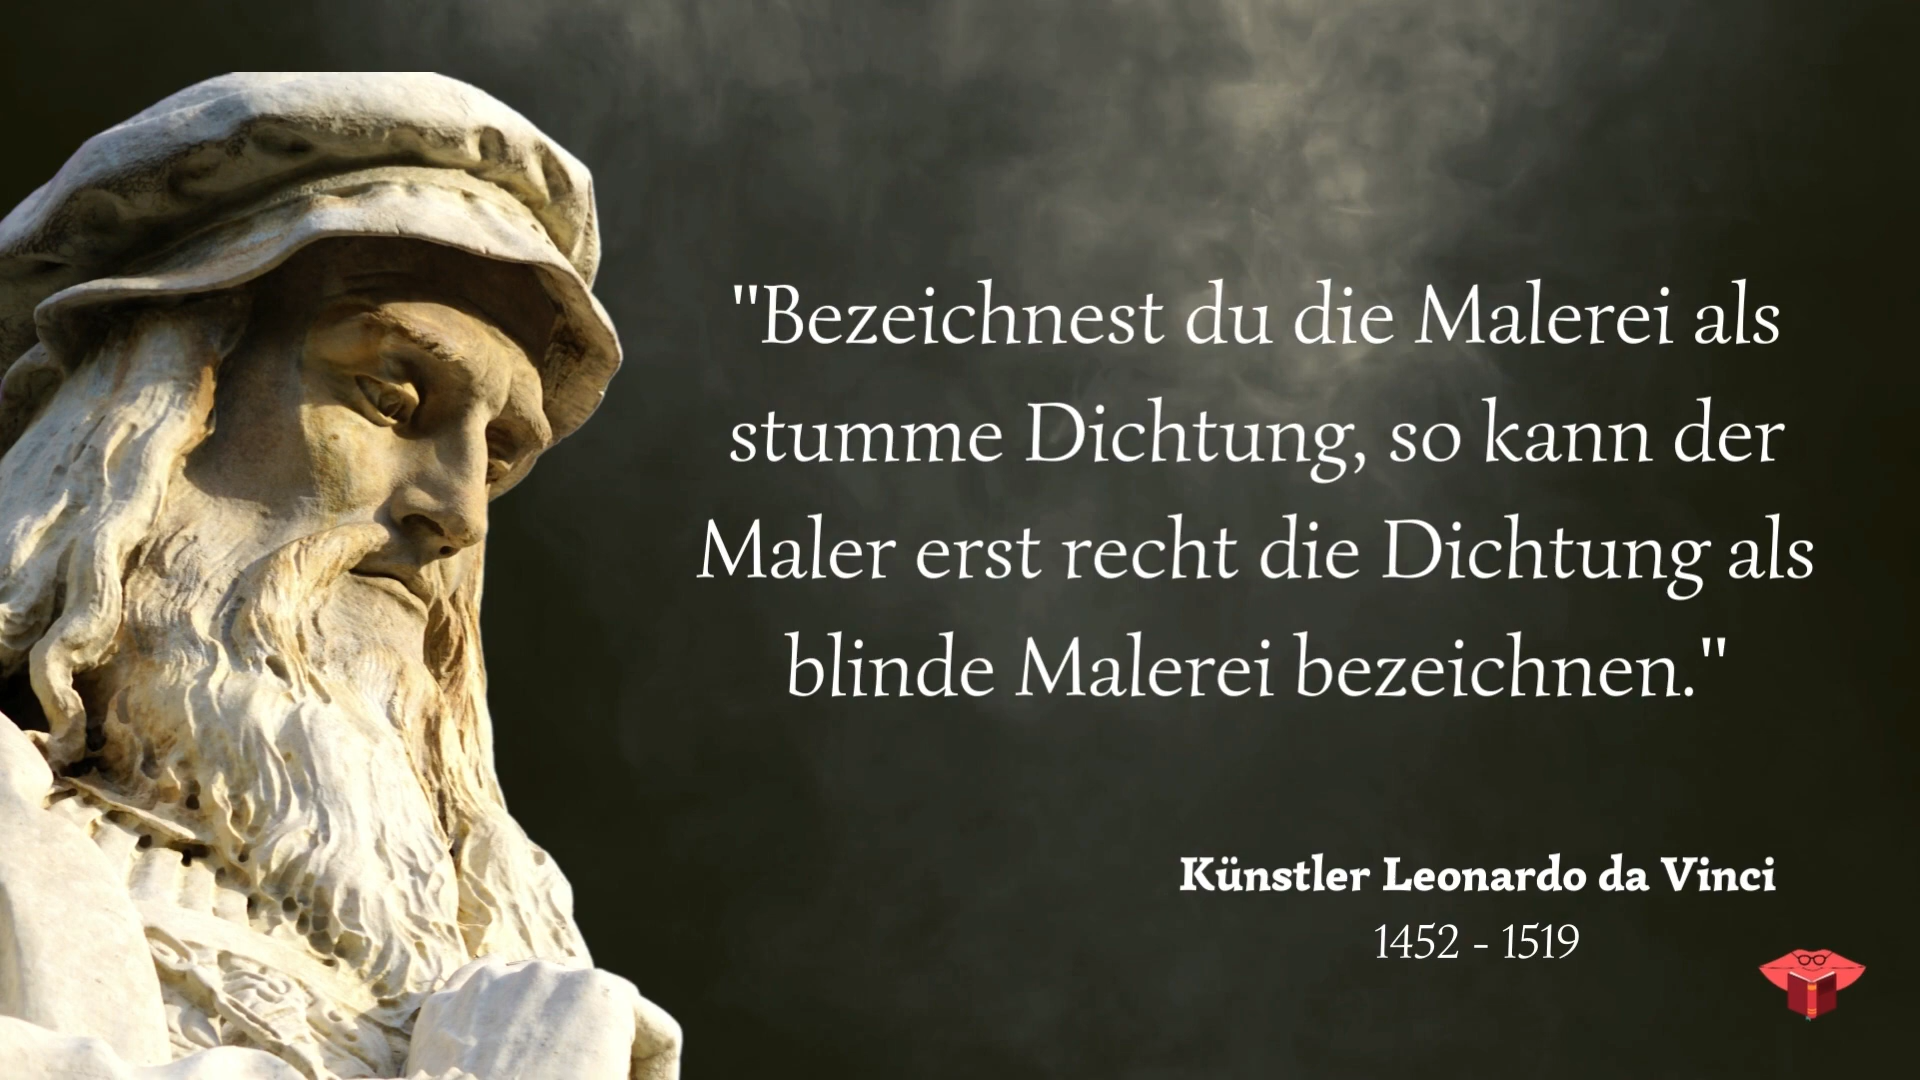 "Bezeichnest du die Malerei als
stumme Dichtung, so kann der
Maler erst recht die Dichtung als
blinde Malerei bezeichnen."
Künstler Leonardo da Vinci
1452 - 1519